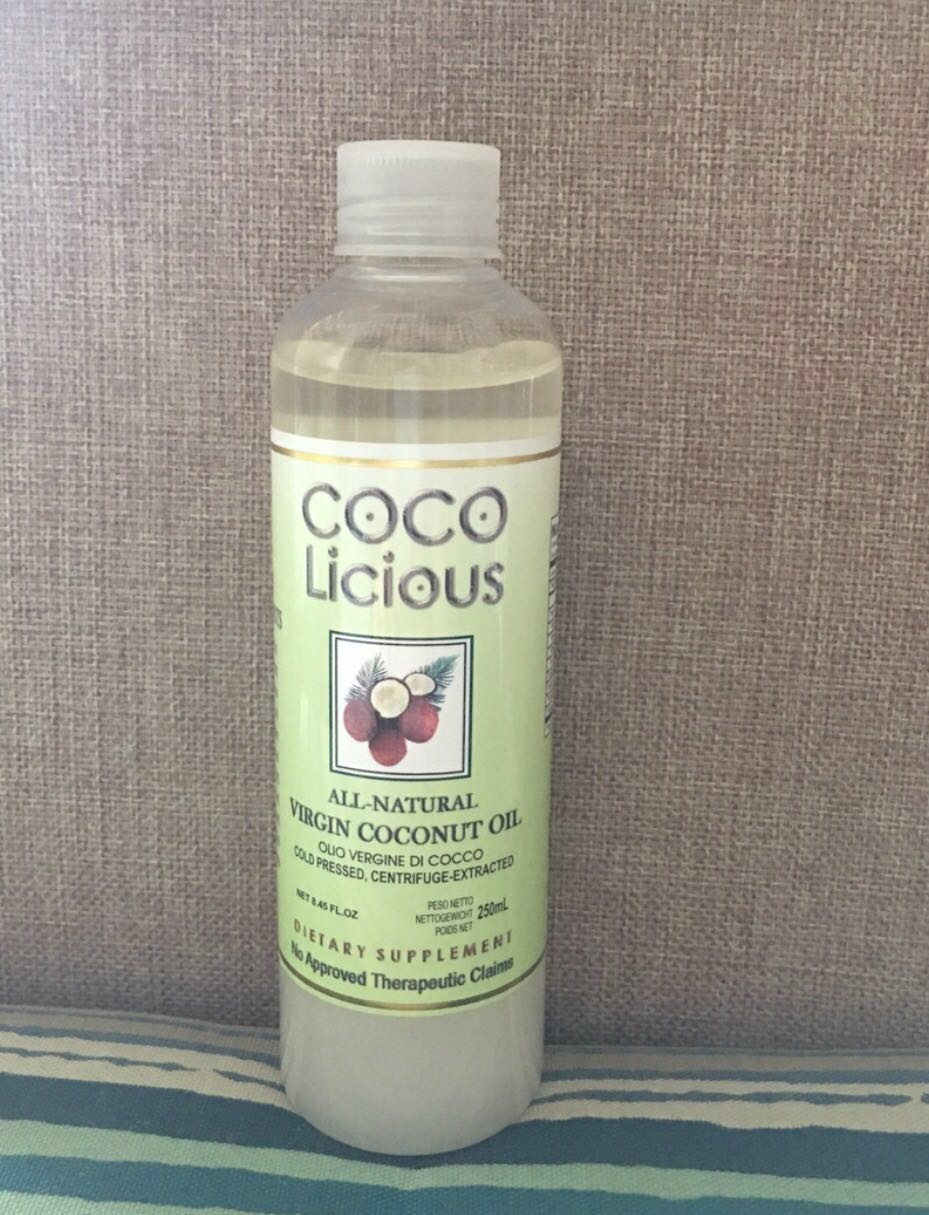 COCO
Licious
ALL-NATURAL
VIRGIN COCONUT OIL
OLIO VERGINE DI COCCO
COLD PRESSED, CENTRIFUGE-EXTRACTED
NET 8.45 FL.OZ
PESO NETTO
NETTOGEWICHT 250mL
POIDS NET
DIETARY SUPPLEMENT
No Approved Therapeutic Claims